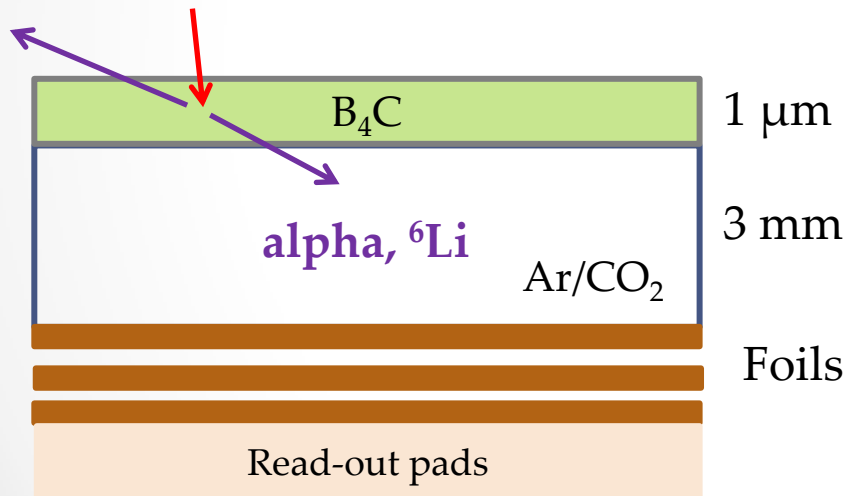 B₄C
1 μm
3 mm
alpha, ⁶Li
Ar/CO₂
Foils
Read-out pads